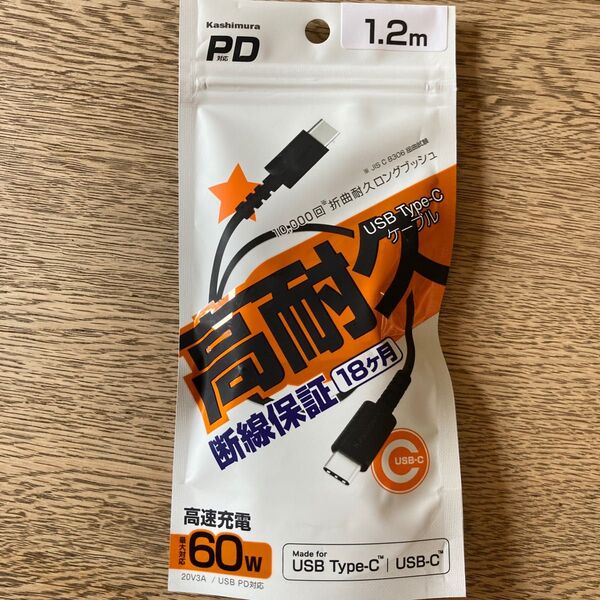 Kashimura
PD
対応
1.2m
※ JIS C 8306 屈曲試験
10,000回※折曲耐久ロングブッシュ
USB Type-C
ケーブル
高耐久
断線保証 18ヶ月
USB-C
高速充電
最大対応
60W
20V3A / USB PD対応
Made for
USB Type-C™ | USB-C™